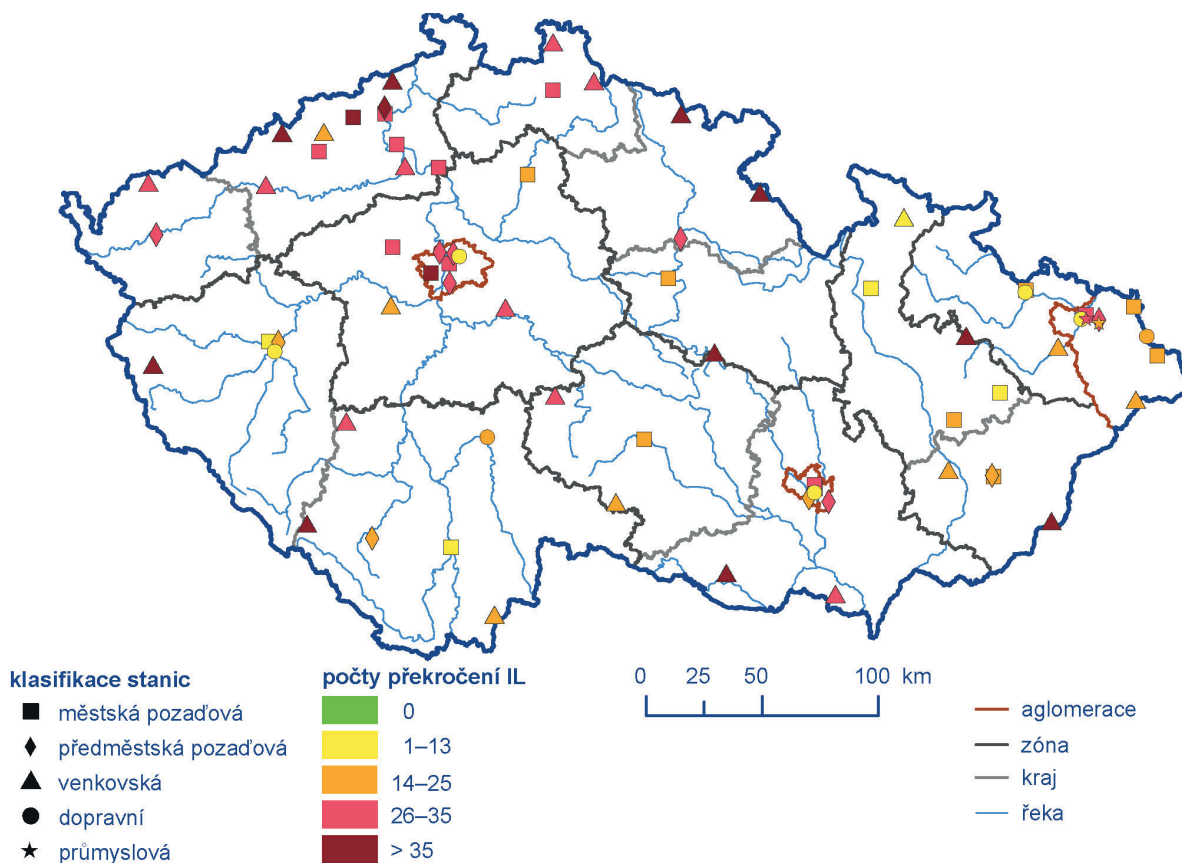 klasifikace stanic
městská pozaďová
předměstská pozaďová
venkovská
dopravní
průmyslová
počty překročení IL
0
1–13
14–25
26–35
> 35
0 25 50 100 km
aglomerace
zóna
kraj
řeka